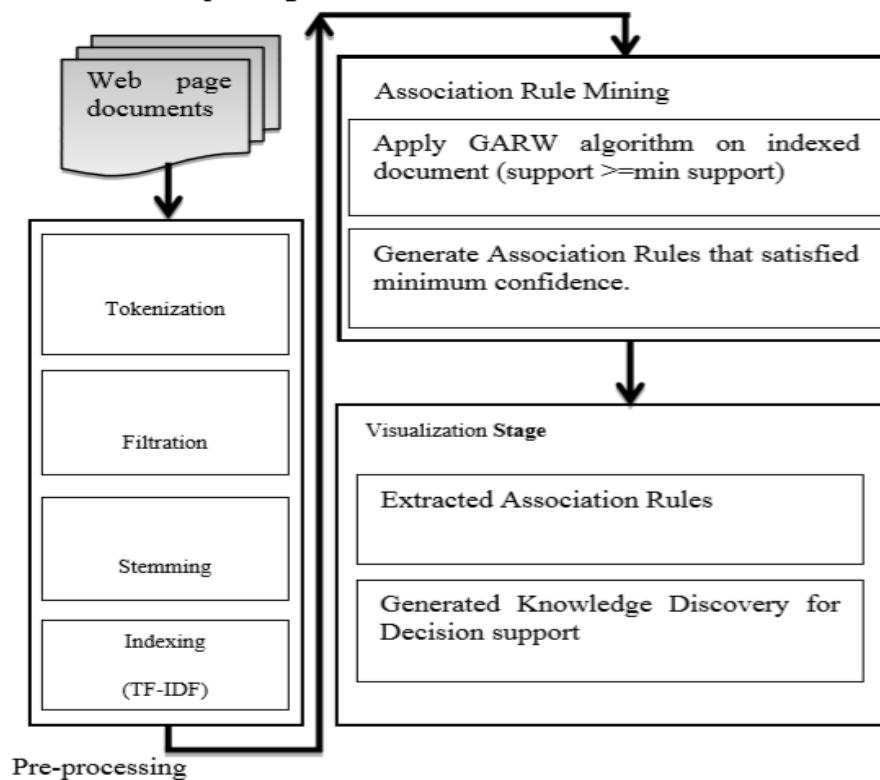 Web page
documents
Tokenization
Filtration
Stemming
Indexing
(TF-IDF)
Pre-processing
Association Rule Mining
Apply GARW algorithm on indexed
document (support >=min support)
Generate Association Rules that satisfied
minimum confidence.
Visualization Stage
Extracted Association Rules
Generated Knowledge Discovery for
Decision support